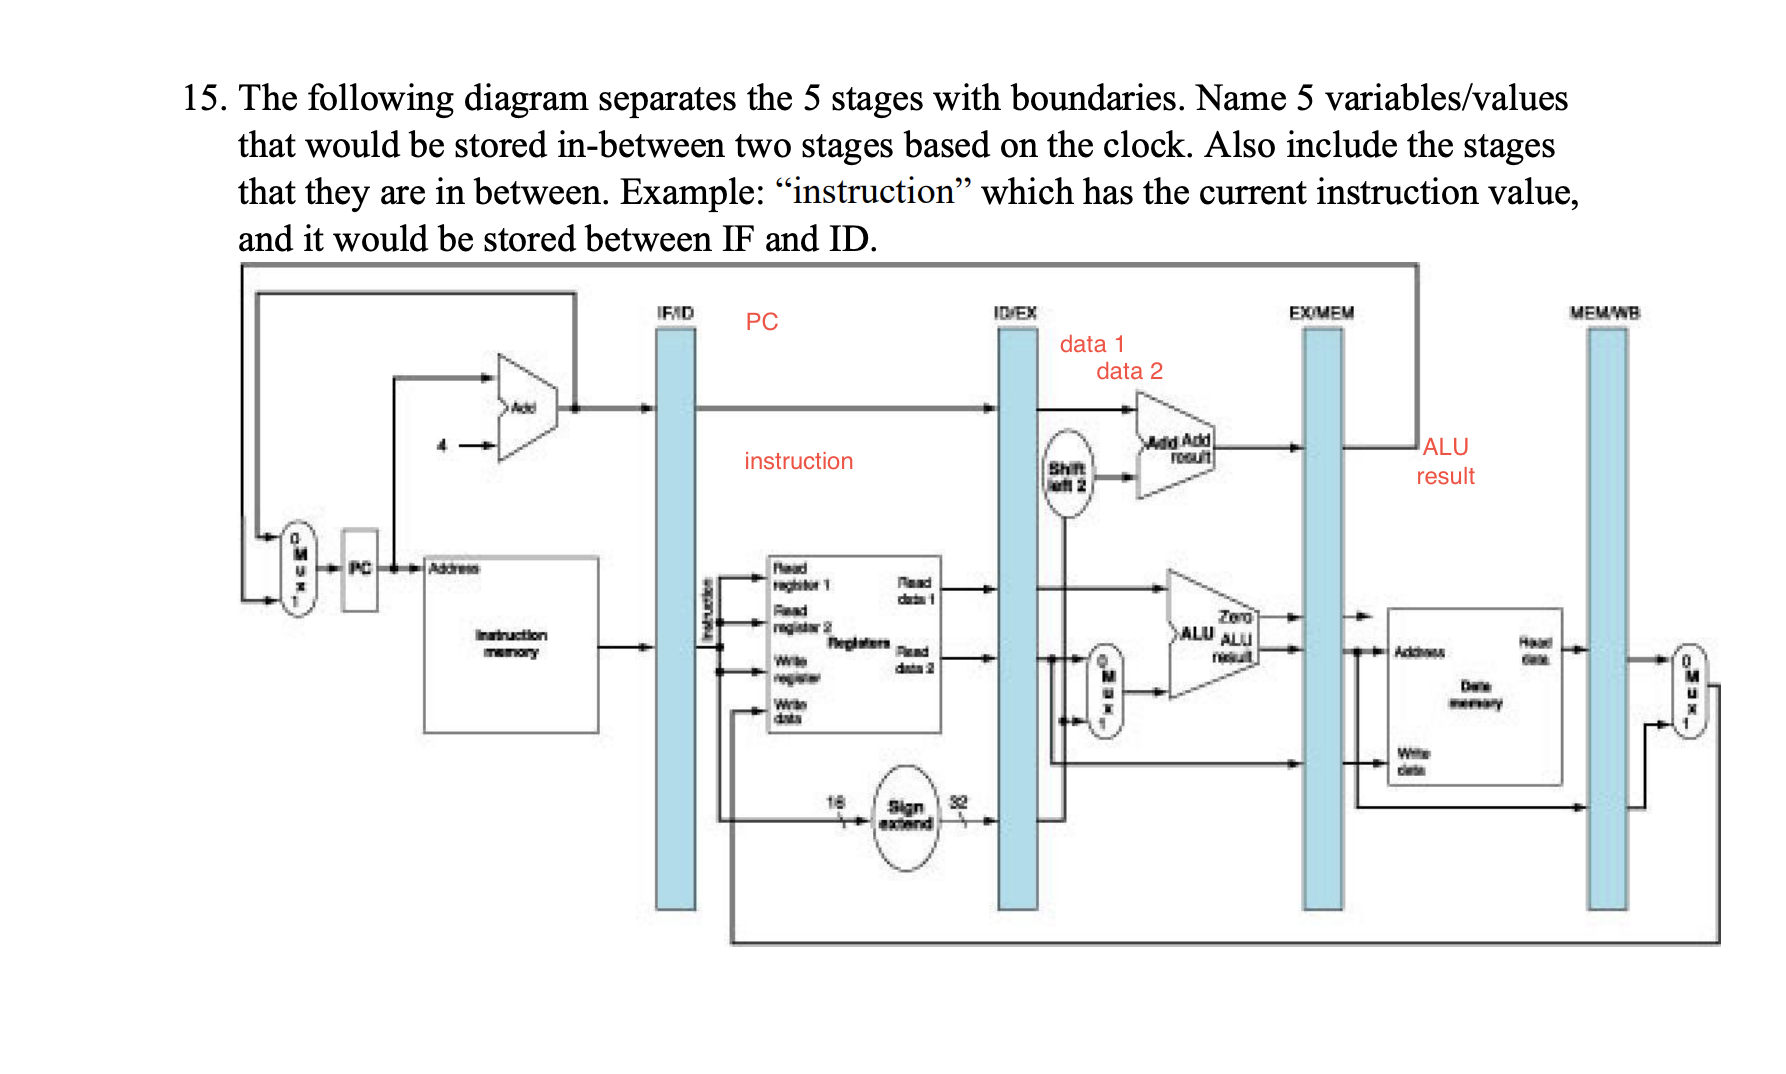 15. The following diagram separates the 5 stages with boundaries. Name 5 variables/values
that would be stored in-between two stages based on the clock. Also include the stages
that they are in between. Example: “instruction” which has the current instruction value,
and it would be stored between IF and ID.
IF/ID
PC
ID/EX
EX/MEM
MEM/WB
data 1
data 2
Add
4
Add Add
result
Shift
left 2
ALU
result
instruction
0
M
u
x
1
PC
Address
Instruction
memory
Instruction
Read
register 1
Read
register 2
Registers
Write
register
Write
data
Read
data 1
Read
data 2
0
M
u
x
1
Zero
ALU
ALU
result
Address
Read
data
Data
memory
Write
data
0
M
u
x
1
16
Sign
extend
32